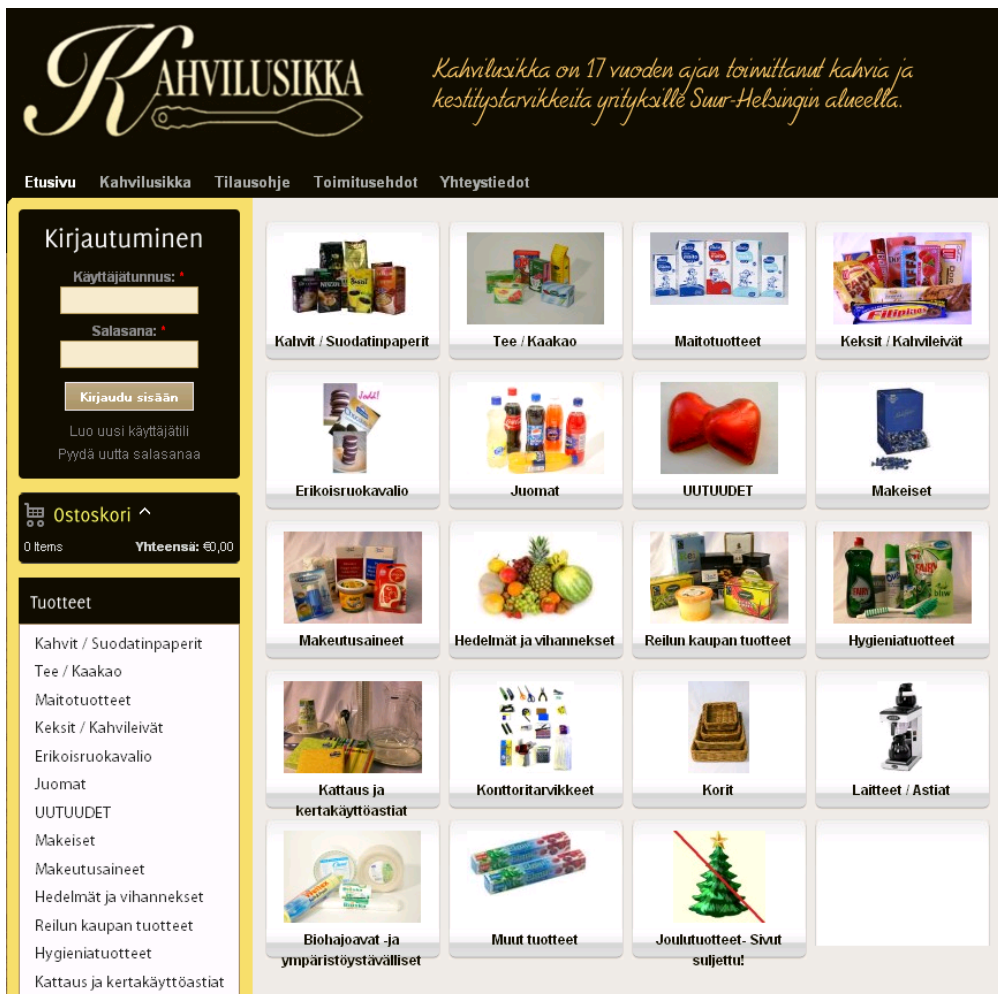 KAHVILUSIKKA
Kahvilusikka on 17 vuoden ajan toimittanut kahvia ja
kestitystarvikkeita yrityksille Suur-Helsingin alueella.
Etusivu Kahvilusikka Tilausohje Toimitusehdot Yhteystiedot
Kirjautuminen
Käyttäjätunnus: *
Salasana: *
Kirjaudu sisään
Luo uusi käyttäjätili
Pyydä uutta salasanaa
Ostoskori
0 Items Yhteensä: €0,00
Tuotteet
Kahvit / Suodatinpaperit
Tee / Kaakao
Maitotuotteet
Keksit / Kahvileivät
Erikoisruokavalio
Juomat
UUTUUDET
Makeiset
Makeutusaineet
Hedelmät ja vihannekset
Reilun kaupan tuotteet
Hygieniatuotteet
Kattaus ja kertakäyttöastiat
Kahvit / Suodatinpaperit
Tee / Kaakao
Maitotuotteet
Filipinos
Keksit / Kahvileivät
Erikoisruokavalio
Juomat
UUTUUDET
Makeiset
Makeutusaineet
Hedelmät ja vihannekset
Reilun kaupan tuotteet
FAIRY
Hygieniatuotteet
Kattaus ja
kertakäyttöastiat
Konttoritarvikkeet
Korit
Laitteet / Astiat
Biohajoavat -ja
ympäristöystävälliset
Muut tuotteet
Joulutuotteet- Sivut
suljettu!